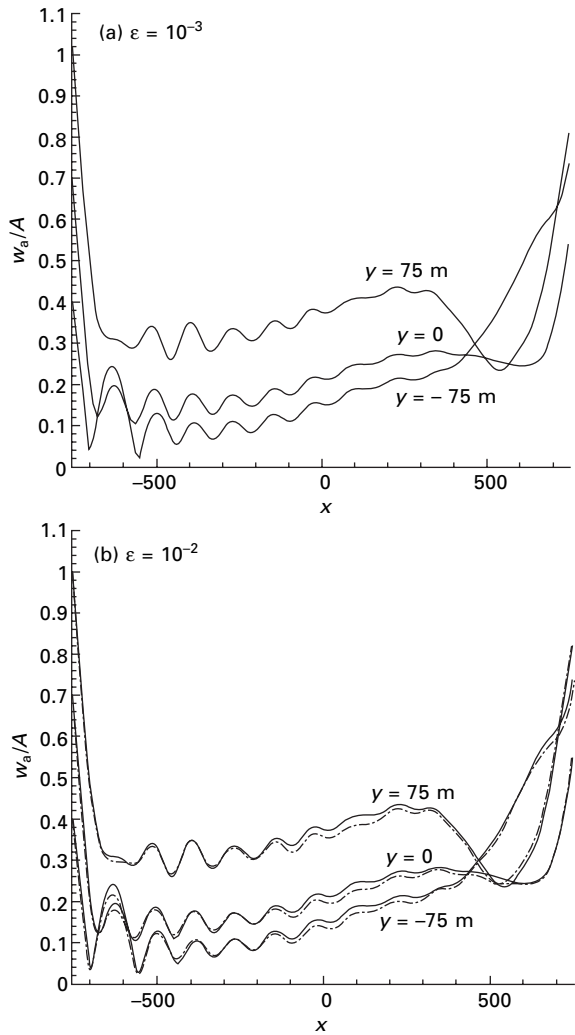 1.1
(a) ε = 10⁻³
1
0.9
0.8
0.7
0.6
wₐ/A
0.5
y = 75 m
0.4
y = 0
0.3
0.2
y = – 75 m
0.1
0
–500
0
500
x
1.1
(b) ε = 10⁻²
1
0.9
0.8
0.7
0.6
wₐ/A
0.5
y = 75 m
0.4
y = 0
0.3
0.2
y = –75 m
0.1
0
–500
0
500
x